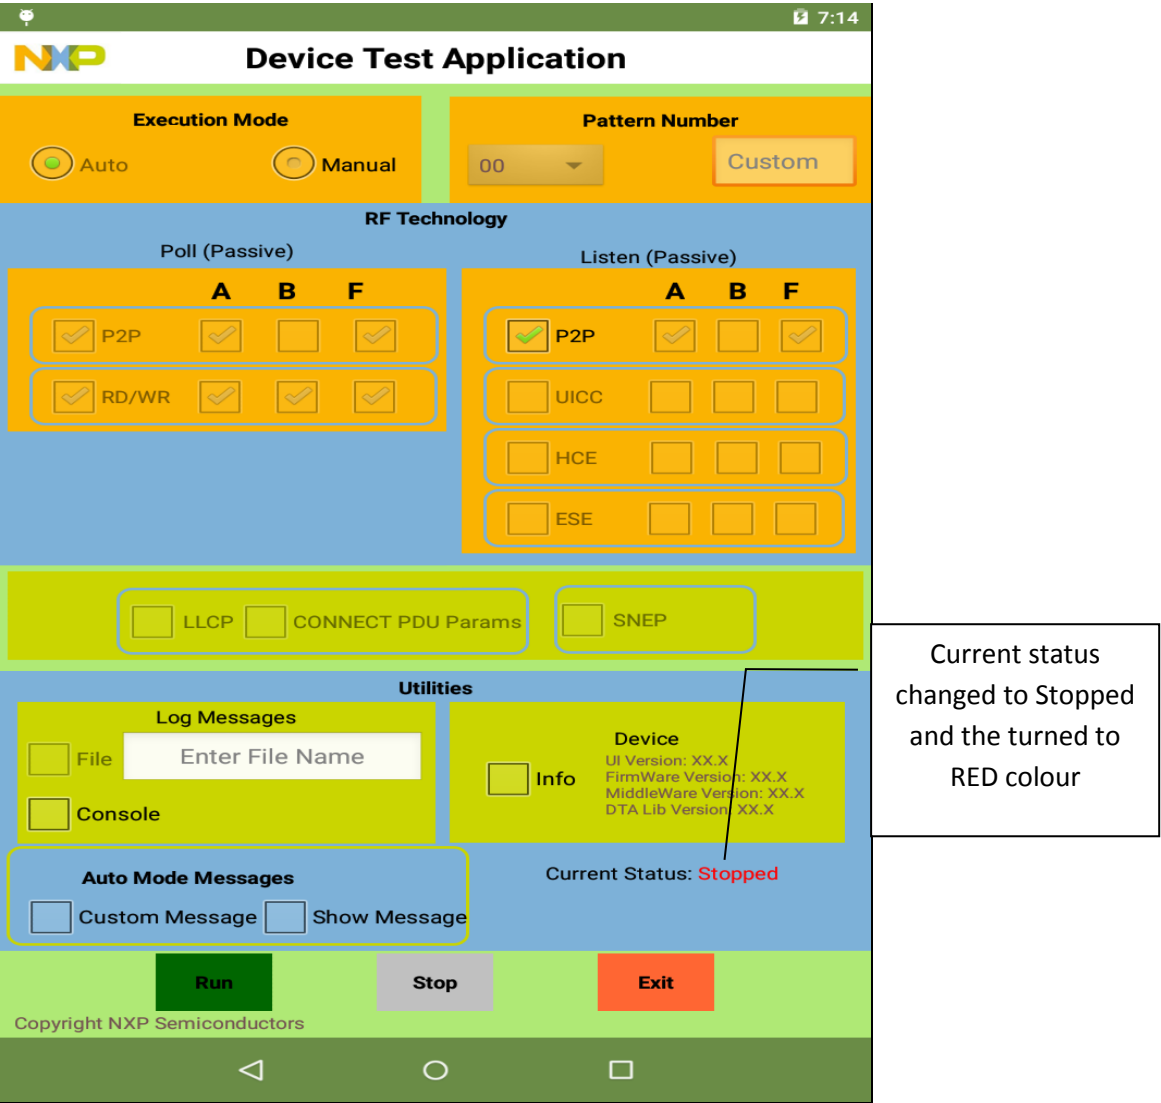 7:14
NXP
Device Test Application
Execution Mode
Auto
Manual
Pattern Number
00
Custom
RF Technology
Poll (Passive)
A B F
P2P
RD/WR
Listen (Passive)
A B F
P2P
UICC
HCE
ESE
LLCP
CONNECT PDU Params
SNEP
Utilities
Log Messages
File
Enter File Name
Console
Device
Info
UI Version: XX.X
FirmWare Version: XX.X
MiddleWare Version: XX.X
DTA Lib Version: XX.X
Auto Mode Messages
Custom Message
Show Message
Current Status: Stopped
Run
Stop
Exit
Copyright NXP Semiconductors
Current status
changed to Stopped
and the turned to
RED colour